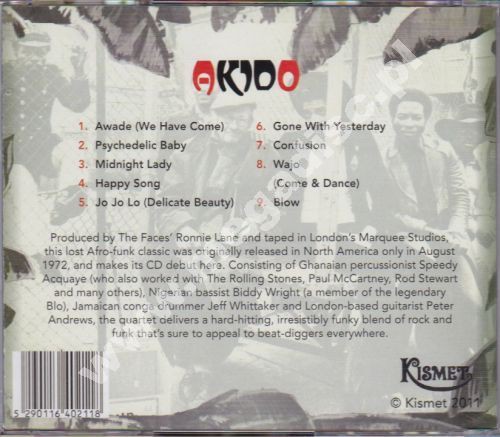 AKIDO
1. Awade (We Have Come)
2. Psychedelic Baby
3. Midnight Lady
4. Happy Song
5. Jo Jo Lo (Delicate Beauty)
6. Gone With Yesterday
7. Confusion
8. Wajo
(Come & Dance)
9. Blow
Produced by The Faces' Ronnie Lane and taped in London's Marquee Studios,
this lost Afro-funk classic was originally released in North America only in August
1972, and makes its CD debut here. Consisting of Ghanaian percussionist Speedy
Acquaye (who also worked with The Rolling Stones, Paul McCartney, Rod Stewart
and many others), Nigerian bassist Biddy Wright (a member of the legendary
Blo), Jamaican conga drummer Jeff Whittaker and London-based guitarist Peter
Andrews, the quartet delivers a hard-hitting, irresistibly funky blend of rock and
funk that's sure to appeal to beat-diggers everywhere.
5 290116 402118
KISMET
© Kismet 2011